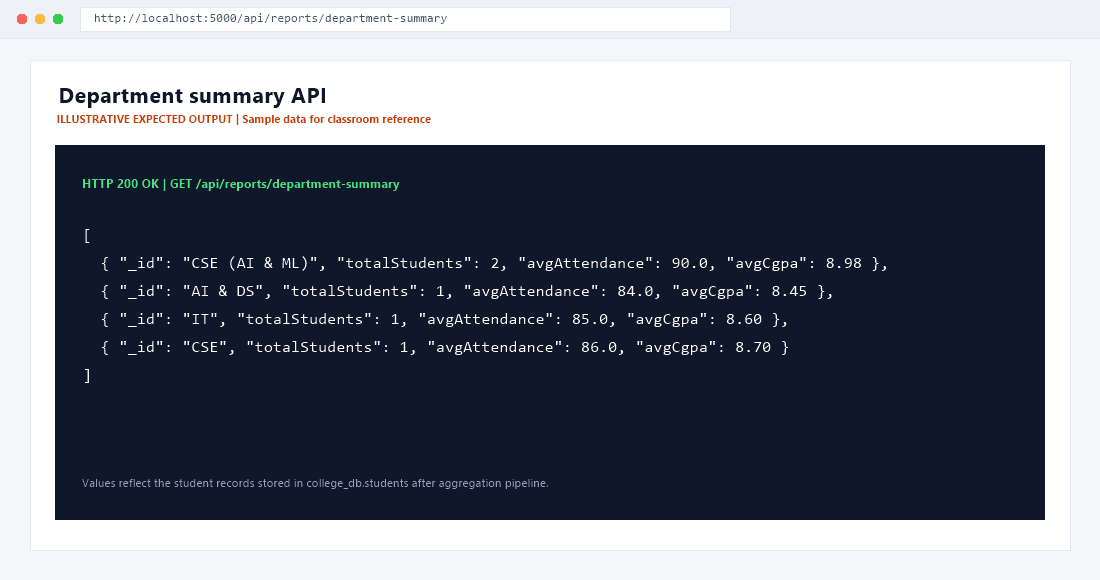 http://localhost:5000/api/reports/department-summary
Department summary API
ILLUSTRATIVE EXPECTED OUTPUT | Sample data for classroom reference
HTTP 200 OK | GET /api/reports/department-summary
[
{ "_id": "CSE (AI & ML)", "totalStudents": 2, "avgAttendance": 90.0, "avgCgpa": 8.98 },
{ "_id": "AI & DS", "totalStudents": 1, "avgAttendance": 84.0, "avgCgpa": 8.45 },
{ "_id": "IT", "totalStudents": 1, "avgAttendance": 85.0, "avgCgpa": 8.60 },
{ "_id": "CSE", "totalStudents": 1, "avgAttendance": 86.0, "avgCgpa": 8.70 }
]
Values reflect the student records stored in college_db.students after aggregation pipeline.